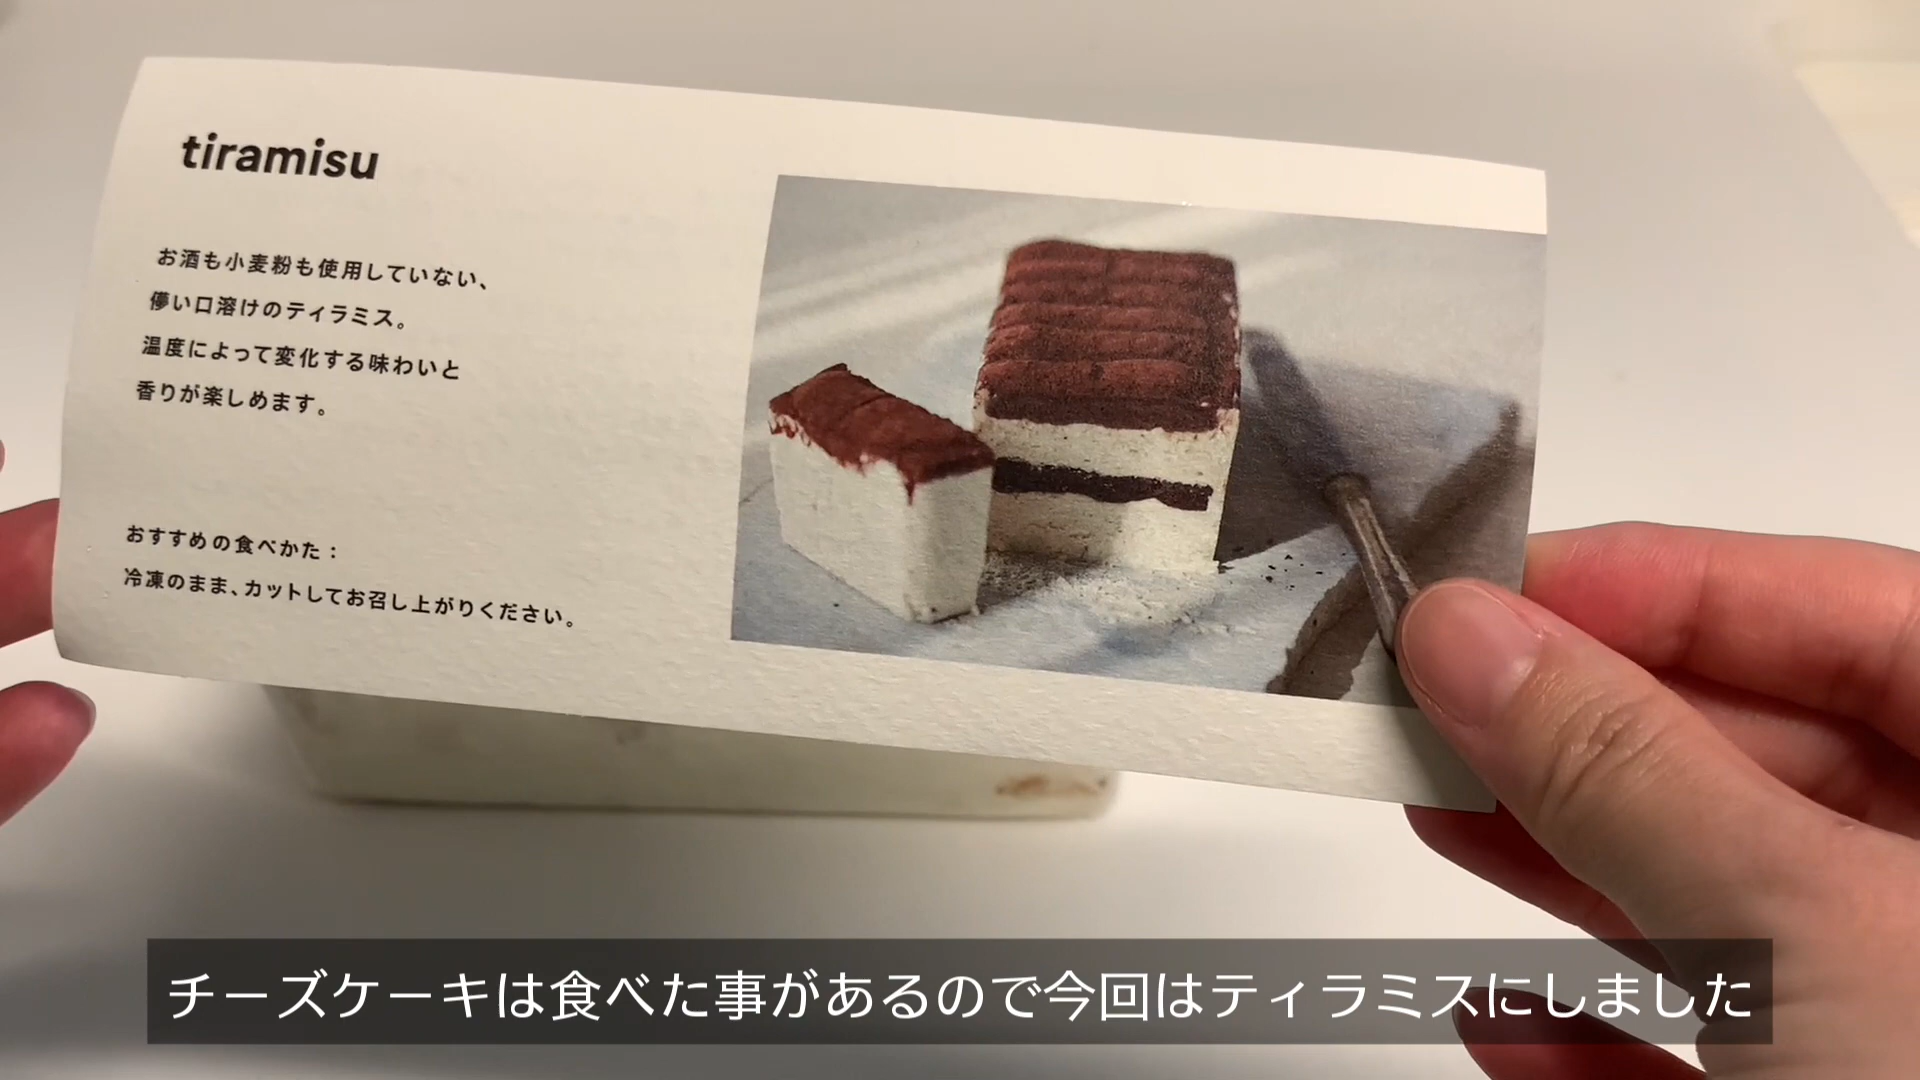 tiramisu
お酒も小麦粉も使用していない、
儚い口溶けのティラミス。
温度によって変化する味わいと
香りが楽しめます。
おすすめの食べかた：
冷凍のまま、カットしてお召し上がりください。
チーズケーキは食べた事があるので今回はティラミスにしました